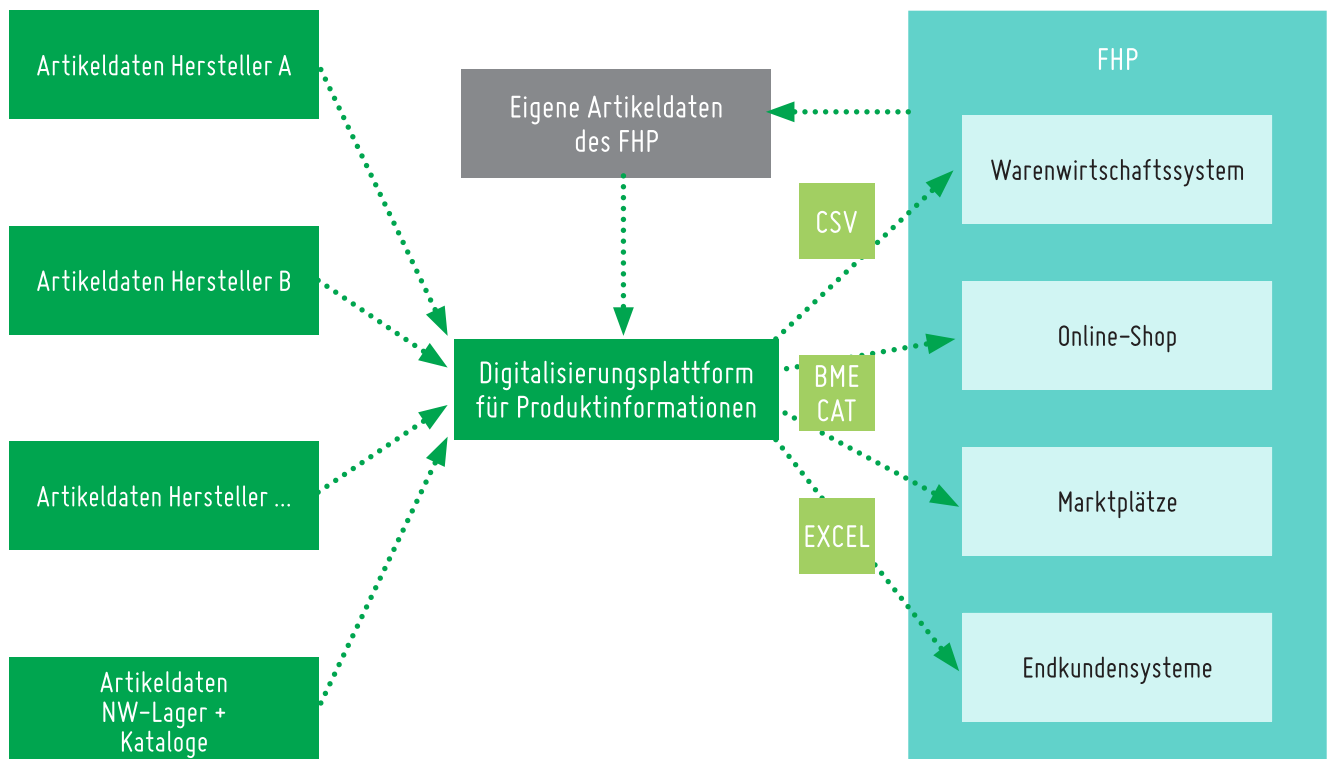 Artikeldaten Hersteller A
Artikeldaten Hersteller B
Artikeldaten Hersteller ...
Artikeldaten
NW-Lager +
Kataloge
Eigene Artikeldaten
des FHP
Digitalisierungsplattform
für Produktinformationen
CSV
BME
CAT
EXCEL
FHP
Warenwirtschaftssystem
Online-Shop
Marktplätze
Endkundensysteme